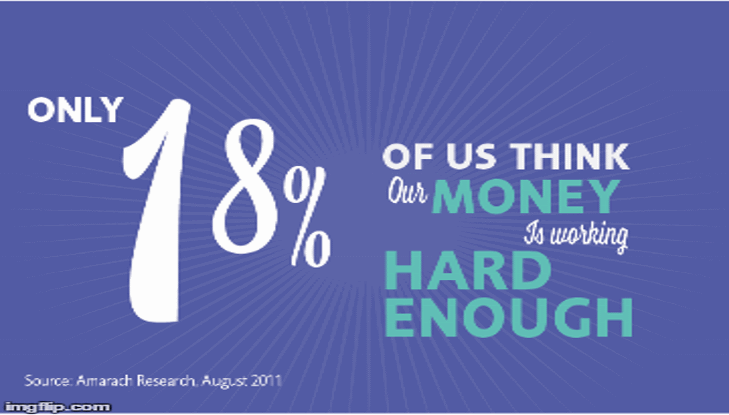 ONLY
18%
OF US THINK
Our MONEY
Is working
HARD
ENOUGH
Source: Amarach Research, August 2011
imgflip.com